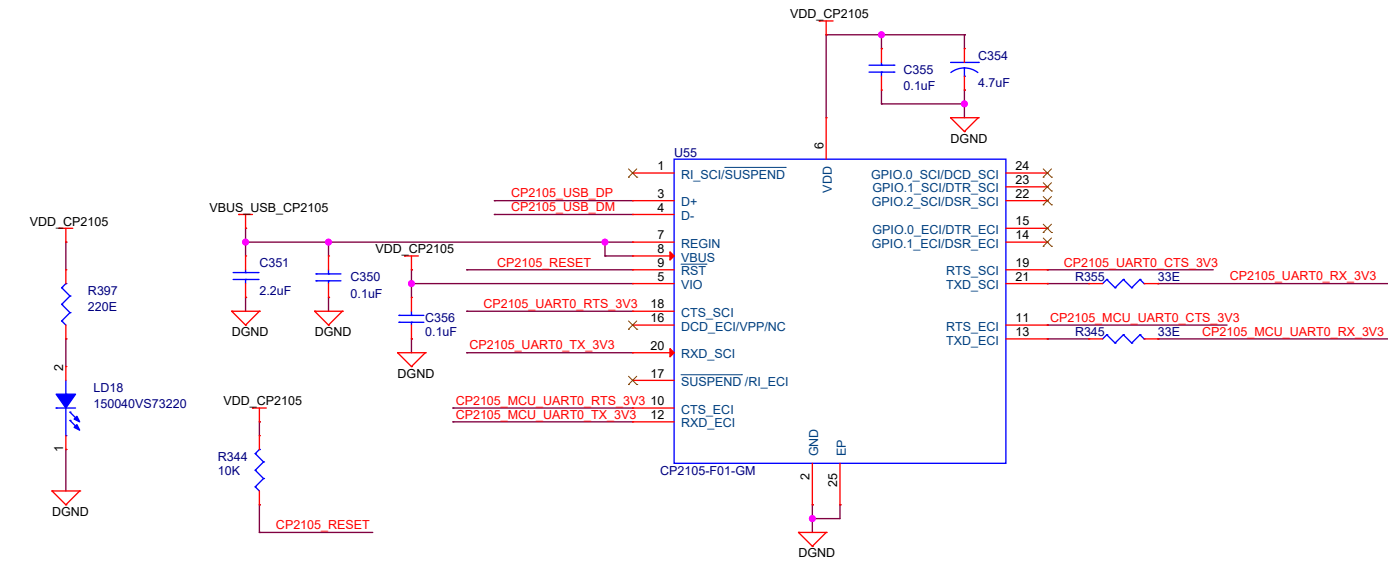 VDD_CP2105
C355
0.1uF
C354
4.7uF
DGND
U55
6
VDD
1
RI_SCI/SUSPEND
CP2105_USB_DP
3
D+
CP2105_USB_DM
4
D-
7
REGIN
8
VBUS
CP2105_RESET
9
RST
5
VIO
CP2105_UART0_RTS_3V3
18
CTS_SCI
16
DCD_ECI/VPP/NC
CP2105_UART0_TX_3V3
20
RXD_SCI
17
SUSPEND /RI_ECI
CP2105_MCU_UART0_RTS_3V3
10
CTS_ECI
CP2105_MCU_UART0_TX_3V3
12
RXD_ECI
GPIO.0_SCI/DCD_SCI
24
GPIO.1_SCI/DTR_SCI
23
GPIO.2_SCI/DSR_SCI
22
GPIO.0_ECI/DTR_ECI
15
GPIO.1_ECI/DSR_ECI
14
RTS_SCI
19
CP2105_UART0_CTS_3V3
TXD_SCI
21
R355
33E
CP2105_UART0_RX_3V3
RTS_ECI
11
CP2105_MCU_UART0_CTS_3V3
TXD_ECI
13
R345
33E
CP2105_MCU_UART0_RX_3V3
GND
EP
CP2105-F01-GM
2
25
DGND
VBUS_USB_CP2105
C351
2.2uF
DGND
C350
0.1uF
DGND
VDD_CP2105
C356
0.1uF
DGND
VDD_CP2105
R397
220E
2
LD18
150040VS73220
1
DGND
VDD_CP2105
R344
10K
CP2105_RESET